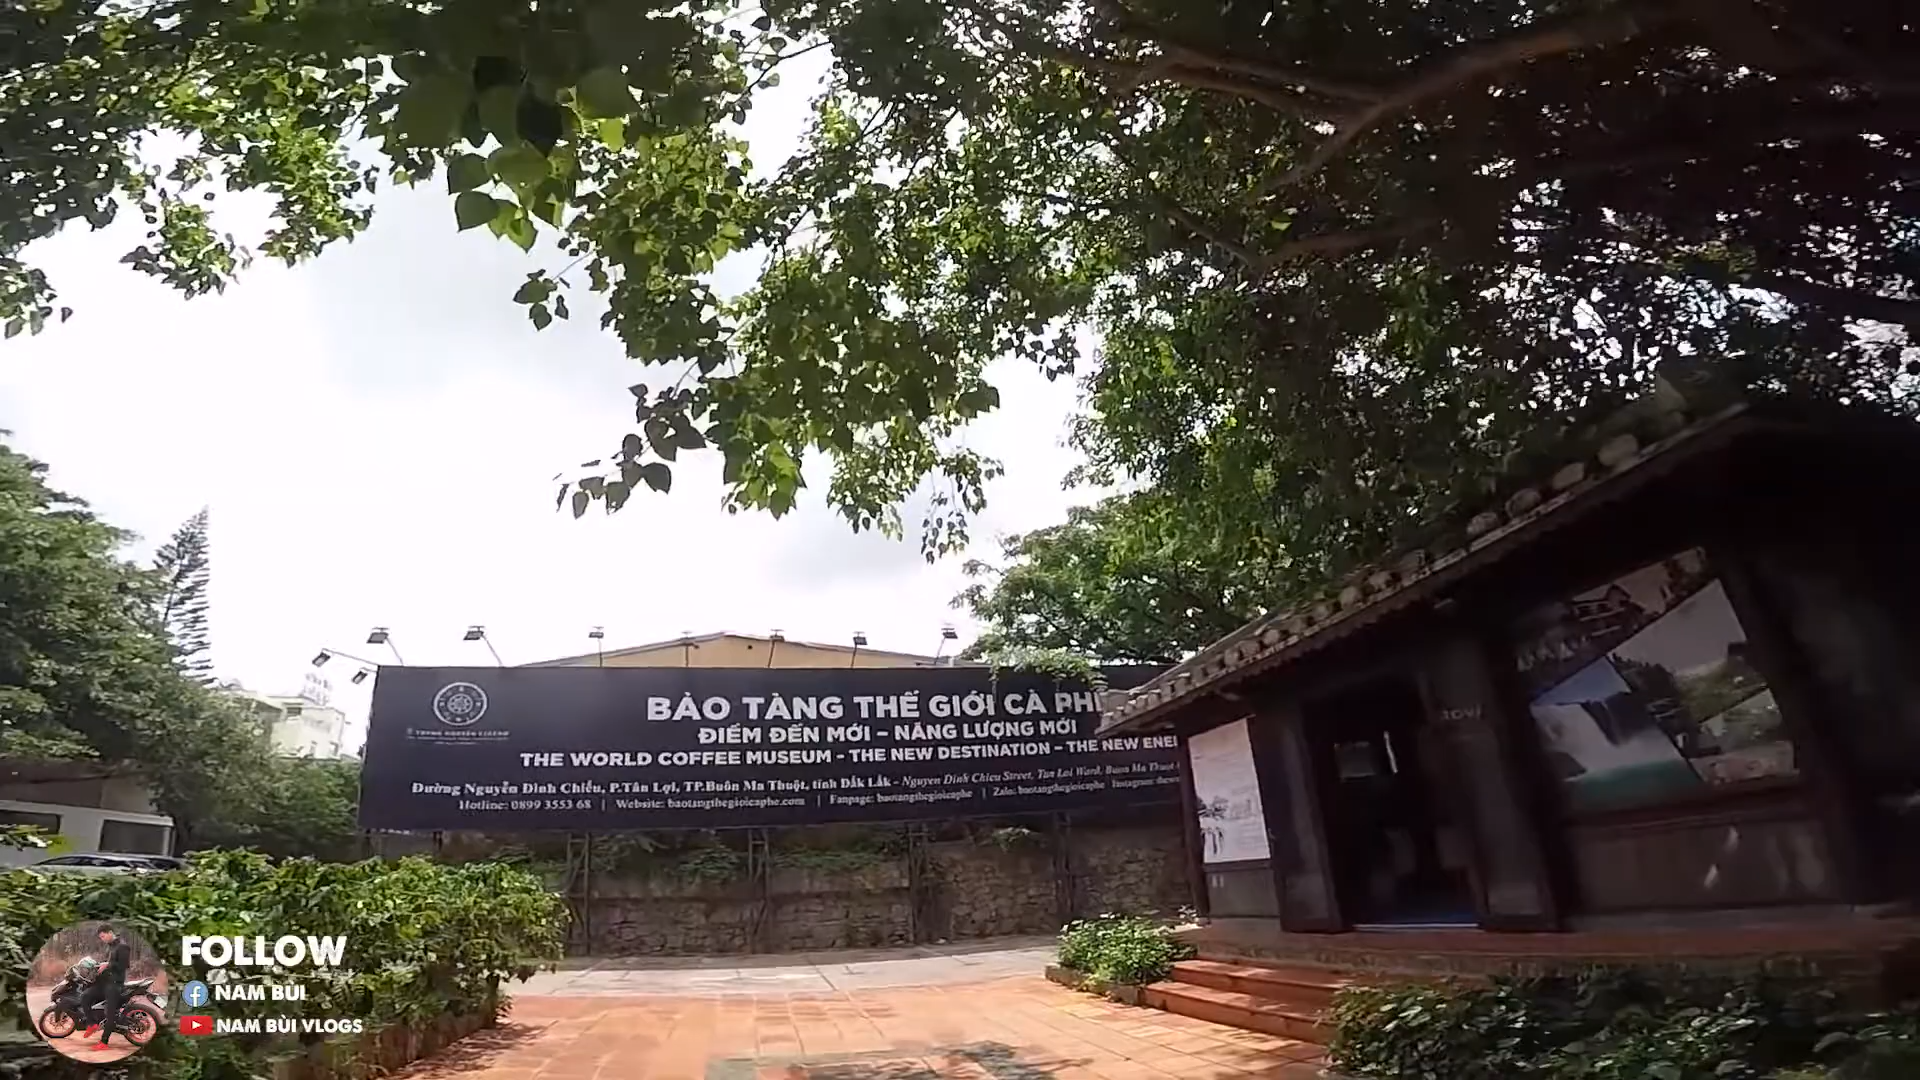 BẢO TÀNG THẾ GIỚI CÀ PH
ĐIỂM ĐẾN MỚI – NĂNG LƯỢNG MỚI
THE WORLD COFFEE MUSEUM - THE NEW DESTINATION – THE NEW ENE
TRUNG NGUYÊN LEGEND
Đường Nguyễn Đình Chiểu, P.Tân Lợi, TP.Buôn Ma Thuột, tỉnh Đắk Lắk – Nguyen Dinh Chieu Street, Tan Loi Ward, Buon Ma Thuot
Hotline: 0899 3553 68 | Website: baotangthegioicaphe.com | Fanpage: baotangthegioicaphe | Zalo: baotangthegioicaphe Instagram:
FOLLOW
NAM BÙI
NAM BÙI VLOGS